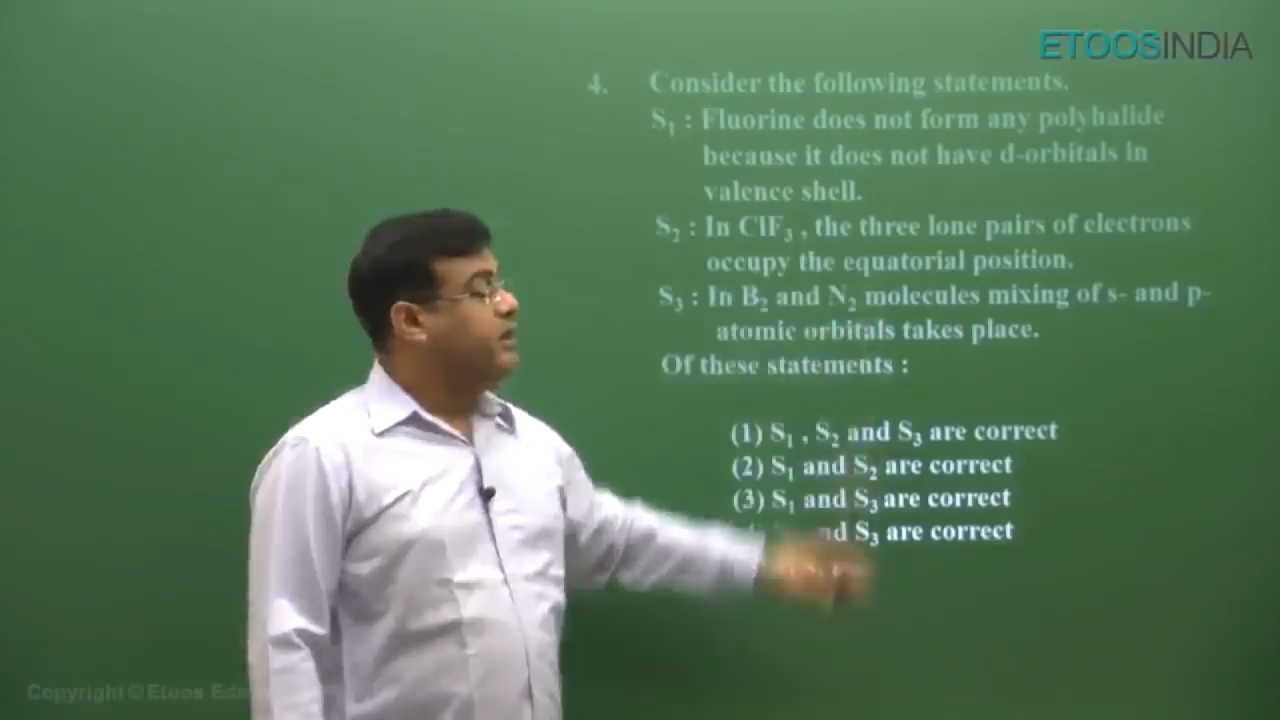 ETOOSINDIA
4. Consider the following statements.
S₁ : Fluorine does not form any polyhalide
because it does not have d-orbitals in
valence shell.
S₂ : In ClF₃ , the three lone pairs of electrons
occupy the equatorial position.
S₃ : In B₂ and N₂ molecules mixing of s- and p-
atomic orbitals takes place.
Of these statements :
(1) S₁ , S₂ and S₃ are correct
(2) S₁ and S₂ are correct
(3) S₁ and S₃ are correct
S₃ are correct
Copyright © Etoos